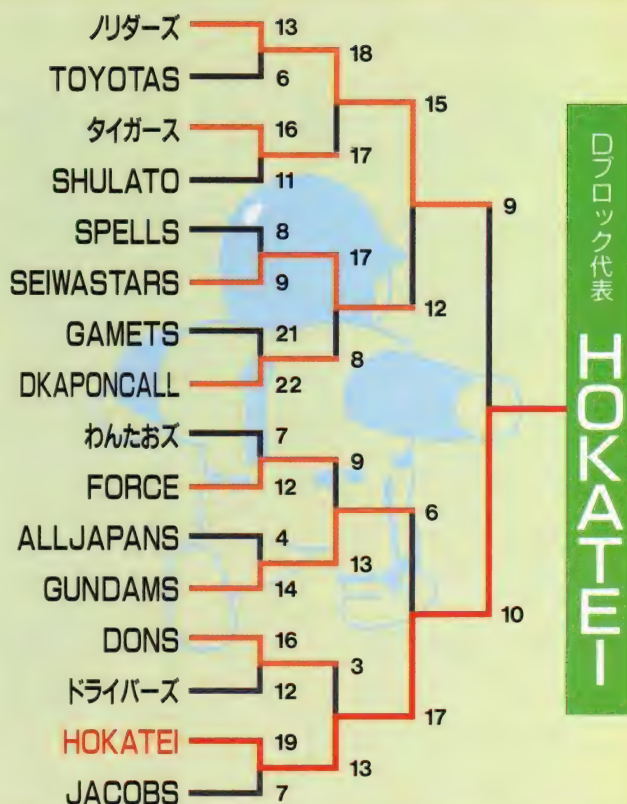 ノリダーズ 13
TOYOTAS 6
18
タイガース 16
SHULATO 11
17
15
SPELLS 8
SEIWASTARS 9
17
GAMETS 21
DKAPONCALL 22
8
12
9
わんたおズ 7
FORCE 12
9
ALLJAPANS 4
GUNDAMS 14
13
6
DONS 16
ドライバーズ 12
3
HOKATEI 19
JACOBS 7
13
17
10
Dブロック代表
HOKATEI